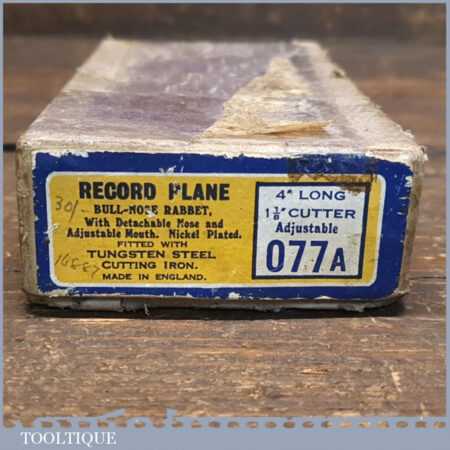 RECORD PLANE
BULL-NOSE RABBET,
With Detachable Nose and
Adjustable Mouth. Nickel Plated.
FITTED WITH
TUNGSTEN STEEL
CUTTING IRON.
MADE IN ENGLAND.
30/-
4" LONG
1⅛" CUTTER
Adjustable
077A
TOOLTIQUE